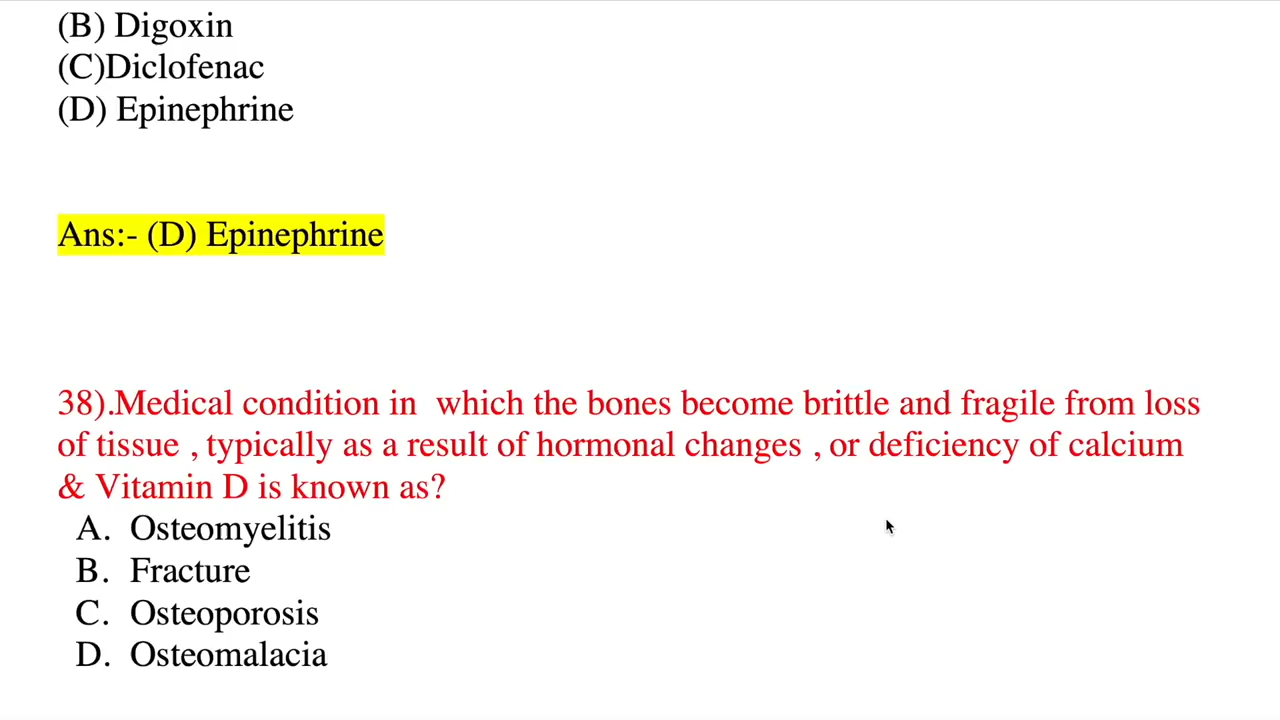 (B) Digoxin
(C)Diclofenac
(D) Epinephrine
Ans:- (D) Epinephrine
38).Medical condition in  which the bones become brittle and fragile from loss
of tissue , typically as a result of hormonal changes , or deficiency of calcium
& Vitamin D is known as?
A. Osteomyelitis
B. Fracture
C. Osteoporosis
D. Osteomalacia